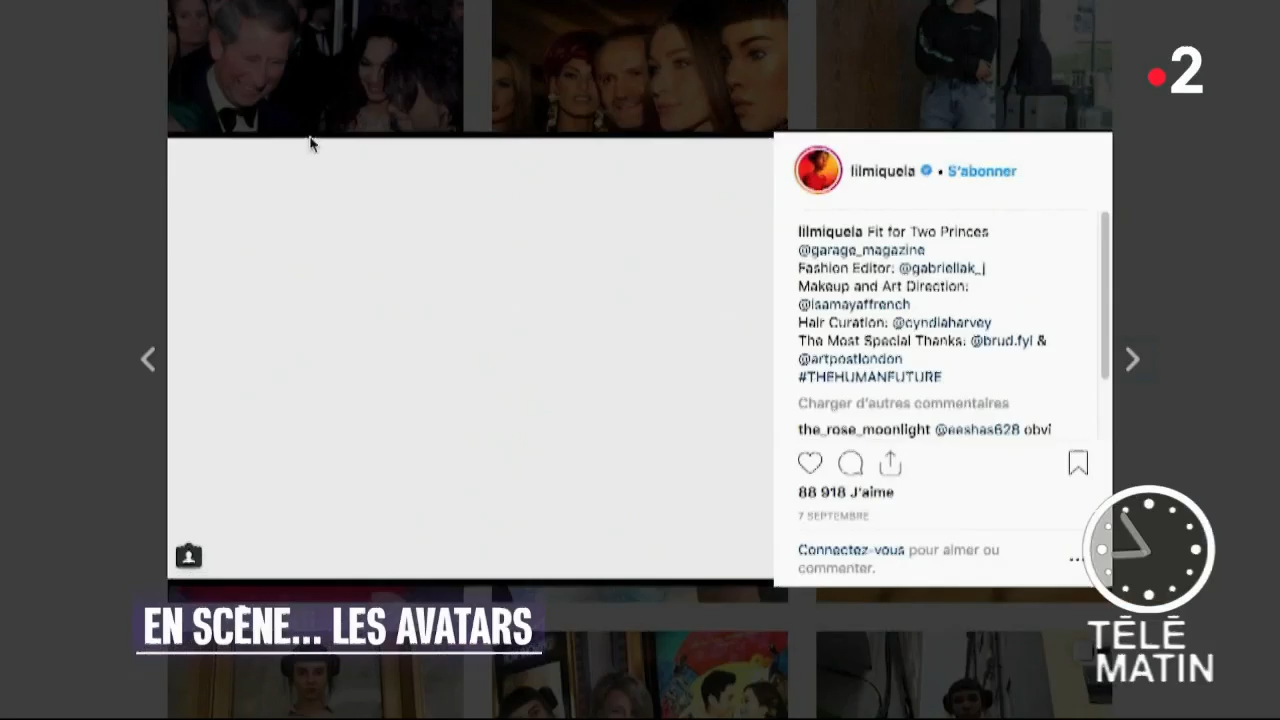 2
lilmiquela • S'abonner
lilmiquela Fit for Two Princes
@garage_magazine
Fashion Editor: @gabriellak_j
Makeup and Art Direction:
@isamayaffrench
Hair Curation: @cyndiaharvey
The Most Special Thanks: @brud.fyi &
@artpostlondon
#THEHUMANFUTURE
Charger d'autres commentaires
the_rose_moonlight @eeshas628 obvi
88 918 J'aime
7 SEPTEMBRE
Connectez-vous pour aimer ou
commenter.
...
EN SCÈNE... LES AVATARS
TÉLÉ
MATIN